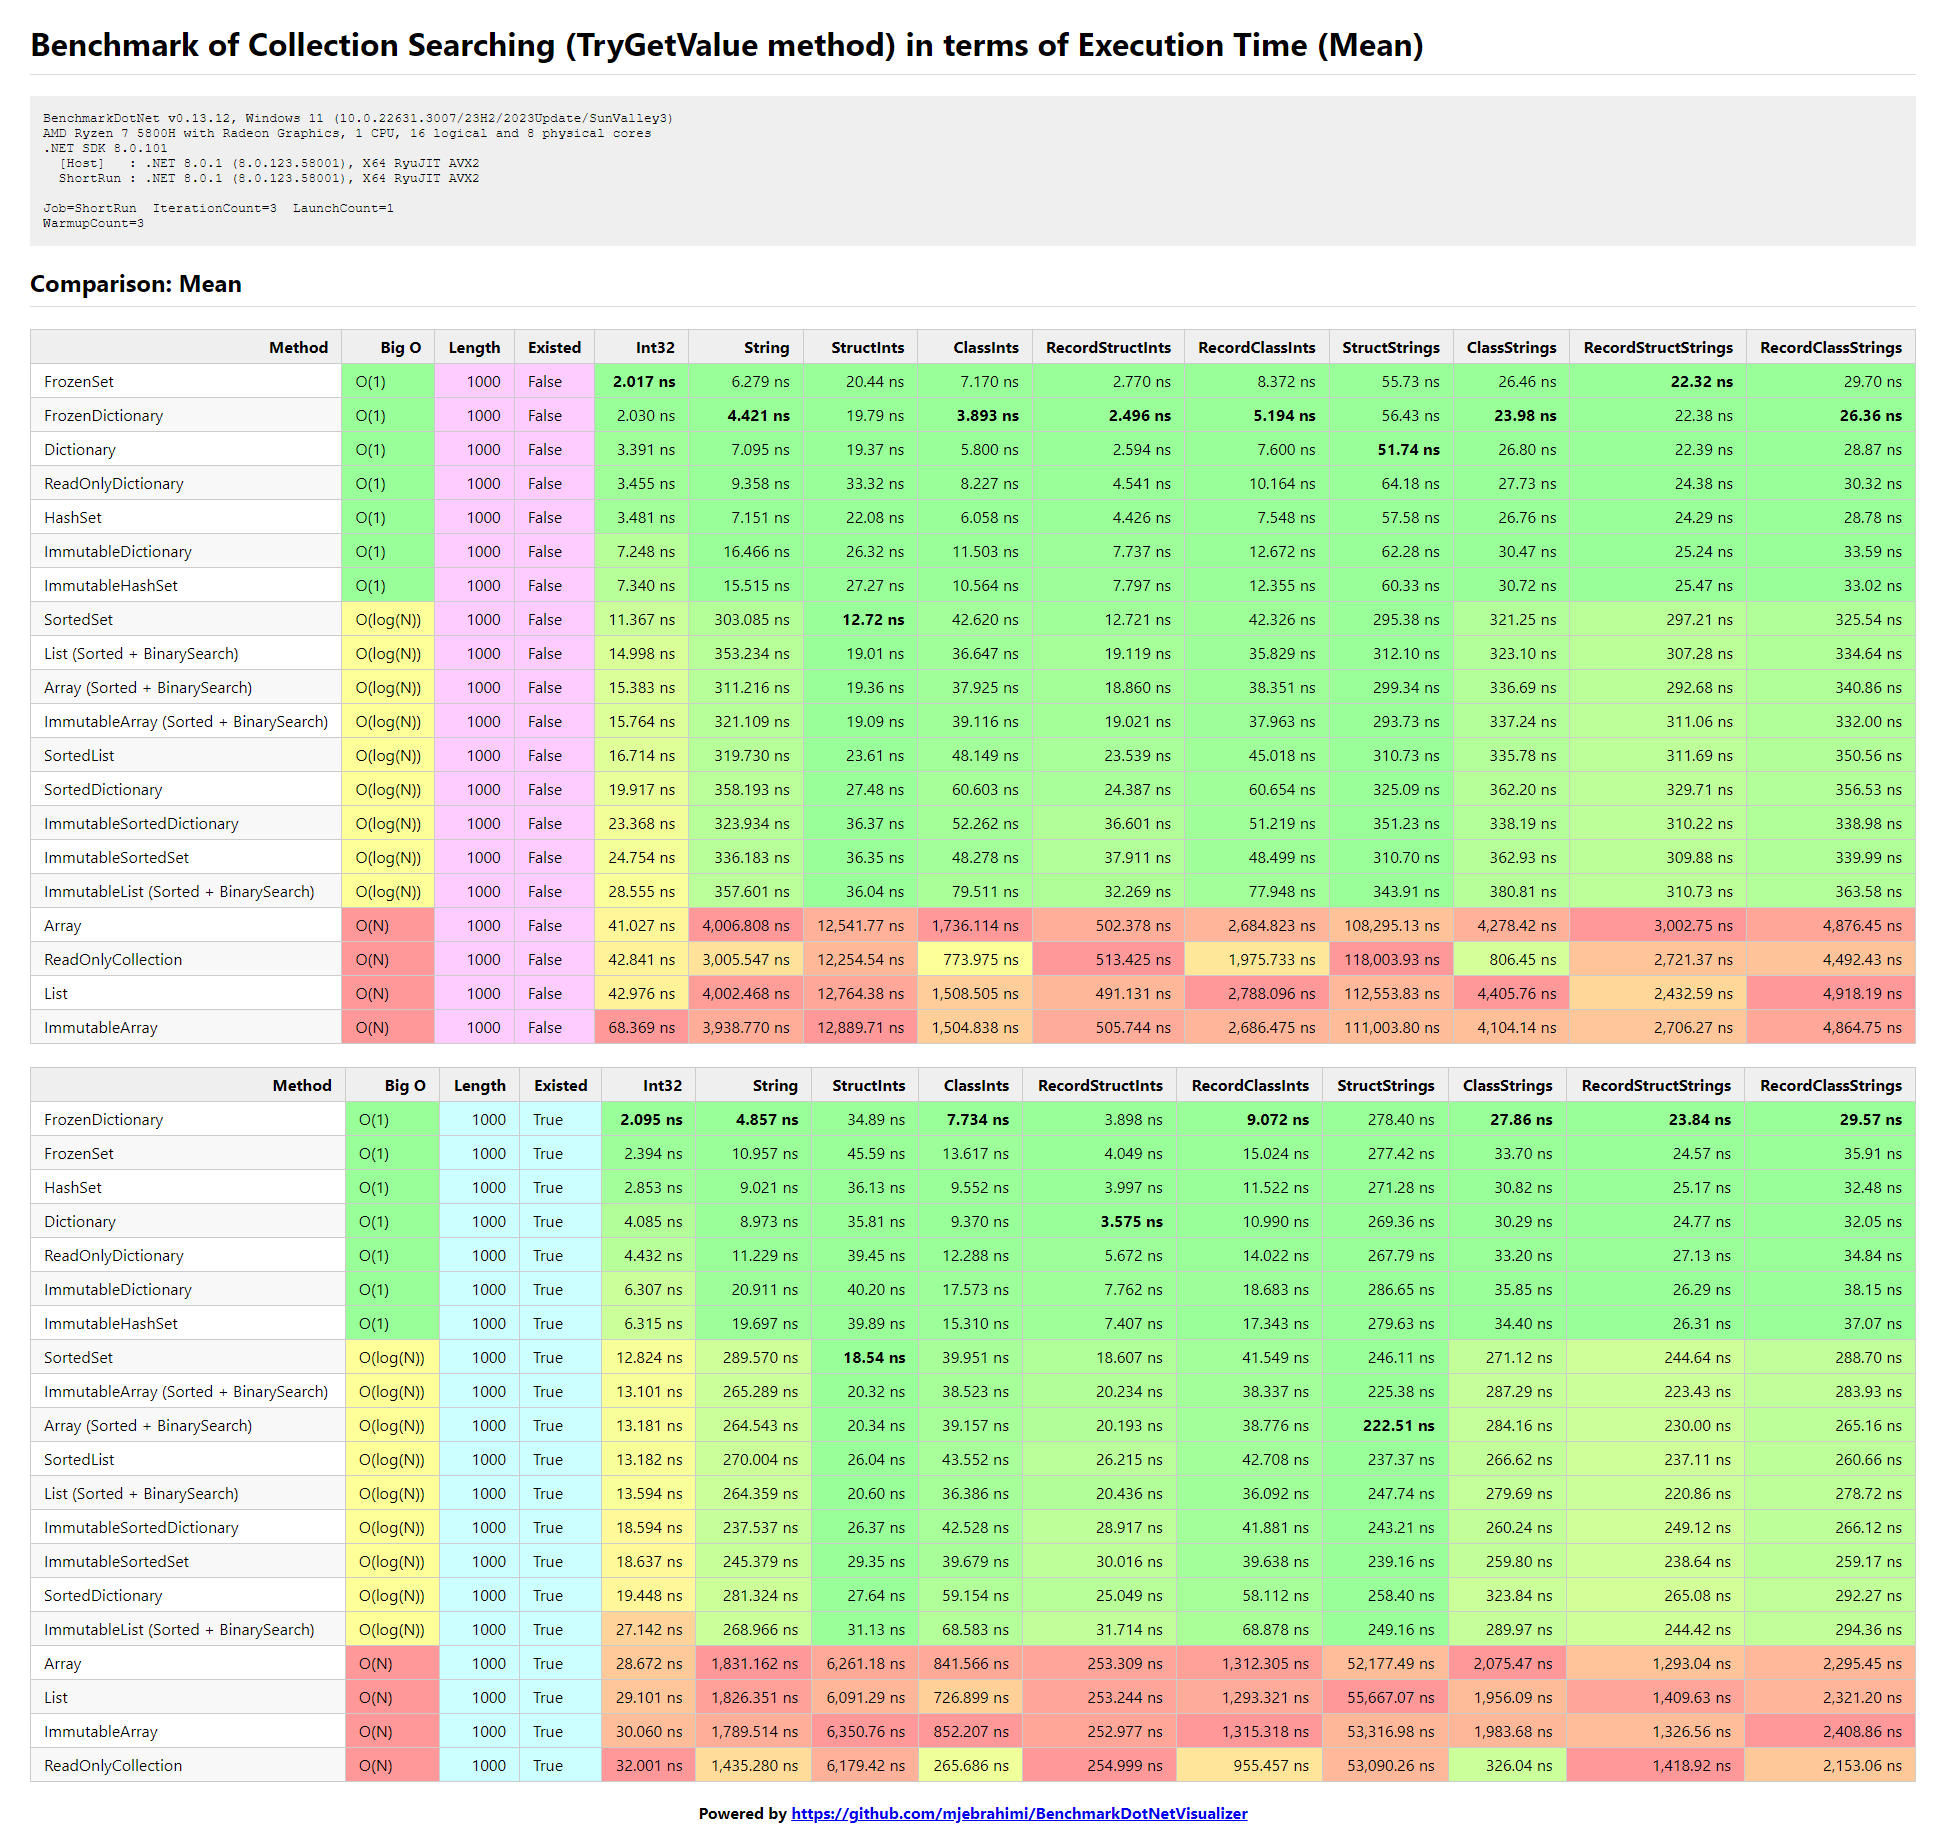 Benchmark of Collection Searching (TryGetValue method) in terms of Execution Time (Mean)
BenchmarkDotNet v0.13.12, Windows 11 (10.0.22631.3007/23H2/2023Update/SunValley3)
AMD Ryzen 7 5800H with Radeon Graphics, 1 CPU, 16 logical and 8 physical cores
.NET SDK 8.0.101
[Host]   : .NET 8.0.1 (8.0.123.58001), X64 RyuJIT AVX2
ShortRun : .NET 8.0.1 (8.0.123.58001), X64 RyuJIT AVX2
Job=ShortRun  IterationCount=3  LaunchCount=1
WarmupCount=3
Comparison: Mean
Method Big O Length Existed Int32 String StructInts ClassInts RecordStructInts RecordClassInts StructStrings ClassStrings RecordStructStrings RecordClassStrings
FrozenSet O(1) 1000 False 2.017 ns 6.279 ns 20.44 ns 7.170 ns 2.770 ns 8.372 ns 55.73 ns 26.46 ns 22.32 ns 29.70 ns
FrozenDictionary O(1) 1000 False 2.030 ns 4.421 ns 19.79 ns 3.893 ns 2.496 ns 5.194 ns 56.43 ns 23.98 ns 22.38 ns 26.36 ns
Dictionary O(1) 1000 False 3.391 ns 7.095 ns 19.37 ns 5.800 ns 2.594 ns 7.600 ns 51.74 ns 26.80 ns 22.39 ns 28.87 ns
ReadOnlyDictionary O(1) 1000 False 3.455 ns 9.358 ns 33.32 ns 8.227 ns 4.541 ns 10.164 ns 64.18 ns 27.73 ns 24.38 ns 30.32 ns
HashSet O(1) 1000 False 3.481 ns 7.151 ns 22.08 ns 6.058 ns 4.426 ns 7.548 ns 57.58 ns 26.76 ns 24.29 ns 28.78 ns
ImmutableDictionary O(1) 1000 False 7.248 ns 16.466 ns 26.32 ns 11.503 ns 7.737 ns 12.672 ns 62.28 ns 30.47 ns 25.24 ns 33.59 ns
ImmutableHashSet O(1) 1000 False 7.340 ns 15.515 ns 27.27 ns 10.564 ns 7.797 ns 12.355 ns 60.33 ns 30.72 ns 25.47 ns 33.02 ns
SortedSet O(log(N)) 1000 False 11.367 ns 303.085 ns 12.72 ns 42.620 ns 12.721 ns 42.326 ns 295.38 ns 321.25 ns 297.21 ns 325.54 ns
List (Sorted + BinarySearch) O(log(N)) 1000 False 14.998 ns 353.234 ns 19.01 ns 36.647 ns 19.119 ns 35.829 ns 312.10 ns 323.10 ns 307.28 ns 334.64 ns
Array (Sorted + BinarySearch) O(log(N)) 1000 False 15.383 ns 311.216 ns 19.36 ns 37.925 ns 18.860 ns 38.351 ns 299.34 ns 336.69 ns 292.68 ns 340.86 ns
ImmutableArray (Sorted + BinarySearch) O(log(N)) 1000 False 15.764 ns 321.109 ns 19.09 ns 39.116 ns 19.021 ns 37.963 ns 293.73 ns 337.24 ns 311.06 ns 332.00 ns
SortedList O(log(N)) 1000 False 16.714 ns 319.730 ns 23.61 ns 48.149 ns 23.539 ns 45.018 ns 310.73 ns 335.78 ns 311.69 ns 350.56 ns
SortedDictionary O(log(N)) 1000 False 19.917 ns 358.193 ns 27.48 ns 60.603 ns 24.387 ns 60.654 ns 325.09 ns 362.20 ns 329.71 ns 356.53 ns
ImmutableSortedDictionary O(log(N)) 1000 False 23.368 ns 323.934 ns 36.37 ns 52.262 ns 36.601 ns 51.219 ns 351.23 ns 338.19 ns 310.22 ns 338.98 ns
ImmutableSortedSet O(log(N)) 1000 False 24.754 ns 336.183 ns 36.35 ns 48.278 ns 37.911 ns 48.499 ns 310.70 ns 362.93 ns 309.88 ns 339.99 ns
ImmutableList (Sorted + BinarySearch) O(log(N)) 1000 False 28.555 ns 357.601 ns 36.04 ns 79.511 ns 32.269 ns 77.948 ns 343.91 ns 380.81 ns 310.73 ns 363.58 ns
Array O(N) 1000 False 41.027 ns 4,006.808 ns 12,541.77 ns 1,736.114 ns 502.378 ns 2,684.823 ns 108,295.13 ns 4,278.42 ns 3,002.75 ns 4,876.45 ns
ReadOnlyCollection O(N) 1000 False 42.841 ns 3,005.547 ns 12,254.54 ns 773.975 ns 513.425 ns 1,975.733 ns 118,003.93 ns 806.45 ns 2,721.37 ns 4,492.43 ns
List O(N) 1000 False 42.976 ns 4,002.468 ns 12,764.38 ns 1,508.505 ns 491.131 ns 2,788.096 ns 112,553.83 ns 4,405.76 ns 2,432.59 ns 4,918.19 ns
ImmutableArray O(N) 1000 False 68.369 ns 3,938.770 ns 12,889.71 ns 1,504.838 ns 505.744 ns 2,686.475 ns 111,003.80 ns 4,104.14 ns 2,706.27 ns 4,864.75 ns
Method Big O Length Existed Int32 String StructInts ClassInts RecordStructInts RecordClassInts StructStrings ClassStrings RecordStructStrings RecordClassStrings
FrozenDictionary O(1) 1000 True 2.095 ns 4.857 ns 34.89 ns 7.734 ns 3.898 ns 9.072 ns 278.40 ns 27.86 ns 23.84 ns 29.57 ns
FrozenSet O(1) 1000 True 2.394 ns 10.957 ns 45.59 ns 13.617 ns 4.049 ns 15.024 ns 277.42 ns 33.70 ns 24.57 ns 35.91 ns
HashSet O(1) 1000 True 2.853 ns 9.021 ns 36.13 ns 9.552 ns 3.997 ns 11.522 ns 271.28 ns 30.82 ns 25.17 ns 32.48 ns
Dictionary O(1) 1000 True 4.085 ns 8.973 ns 35.81 ns 9.370 ns 3.575 ns 10.990 ns 269.36 ns 30.29 ns 24.77 ns 32.05 ns
ReadOnlyDictionary O(1) 1000 True 4.432 ns 11.229 ns 39.45 ns 12.288 ns 5.672 ns 14.022 ns 267.79 ns 33.20 ns 27.13 ns 34.84 ns
ImmutableDictionary O(1) 1000 True 6.307 ns 20.911 ns 40.20 ns 17.573 ns 7.762 ns 18.683 ns 286.65 ns 35.85 ns 26.29 ns 38.15 ns
ImmutableHashSet O(1) 1000 True 6.315 ns 19.697 ns 39.89 ns 15.310 ns 7.407 ns 17.343 ns 279.63 ns 34.40 ns 26.31 ns 37.07 ns
SortedSet O(log(N)) 1000 True 12.824 ns 289.570 ns 18.54 ns 39.951 ns 18.607 ns 41.549 ns 246.11 ns 271.12 ns 244.64 ns 288.70 ns
ImmutableArray (Sorted + BinarySearch) O(log(N)) 1000 True 13.101 ns 265.289 ns 20.32 ns 38.523 ns 20.234 ns 38.337 ns 225.38 ns 287.29 ns 223.43 ns 283.93 ns
Array (Sorted + BinarySearch) O(log(N)) 1000 True 13.181 ns 264.543 ns 20.34 ns 39.157 ns 20.193 ns 38.776 ns 222.51 ns 284.16 ns 230.00 ns 265.16 ns
SortedList O(log(N)) 1000 True 13.182 ns 270.004 ns 26.04 ns 43.552 ns 26.215 ns 42.708 ns 237.37 ns 266.62 ns 237.11 ns 260.66 ns
List (Sorted + BinarySearch) O(log(N)) 1000 True 13.594 ns 264.359 ns 20.60 ns 36.386 ns 20.436 ns 36.092 ns 247.74 ns 279.69 ns 220.86 ns 278.72 ns
ImmutableSortedDictionary O(log(N)) 1000 True 18.594 ns 237.537 ns 26.37 ns 42.528 ns 28.917 ns 41.881 ns 243.21 ns 260.24 ns 249.12 ns 266.12 ns
ImmutableSortedSet O(log(N)) 1000 True 18.637 ns 245.379 ns 29.35 ns 39.679 ns 30.016 ns 39.638 ns 239.16 ns 259.80 ns 238.64 ns 259.17 ns
SortedDictionary O(log(N)) 1000 True 19.448 ns 281.324 ns 27.64 ns 59.154 ns 25.049 ns 58.112 ns 258.40 ns 323.84 ns 265.08 ns 292.27 ns
ImmutableList (Sorted + BinarySearch) O(log(N)) 1000 True 27.142 ns 268.966 ns 31.13 ns 68.583 ns 31.714 ns 68.878 ns 249.16 ns 289.97 ns 244.42 ns 294.36 ns
Array O(N) 1000 True 28.672 ns 1,831.162 ns 6,261.18 ns 841.566 ns 253.309 ns 1,312.305 ns 52,177.49 ns 2,075.47 ns 1,293.04 ns 2,295.45 ns
List O(N) 1000 True 29.101 ns 1,826.351 ns 6,091.29 ns 726.899 ns 253.244 ns 1,293.321 ns 55,667.07 ns 1,956.09 ns 1,409.63 ns 2,321.20 ns
ImmutableArray O(N) 1000 True 30.060 ns 1,789.514 ns 6,350.76 ns 852.207 ns 252.977 ns 1,315.318 ns 53,316.98 ns 1,983.68 ns 1,326.56 ns 2,408.86 ns
ReadOnlyCollection O(N) 1000 True 32.001 ns 1,435.280 ns 6,179.42 ns 265.686 ns 254.999 ns 955.457 ns 53,090.26 ns 326.04 ns 1,418.92 ns 2,153.06 ns
Powered by https://github.com/mjebrahimi/BenchmarkDotNetVisualizer